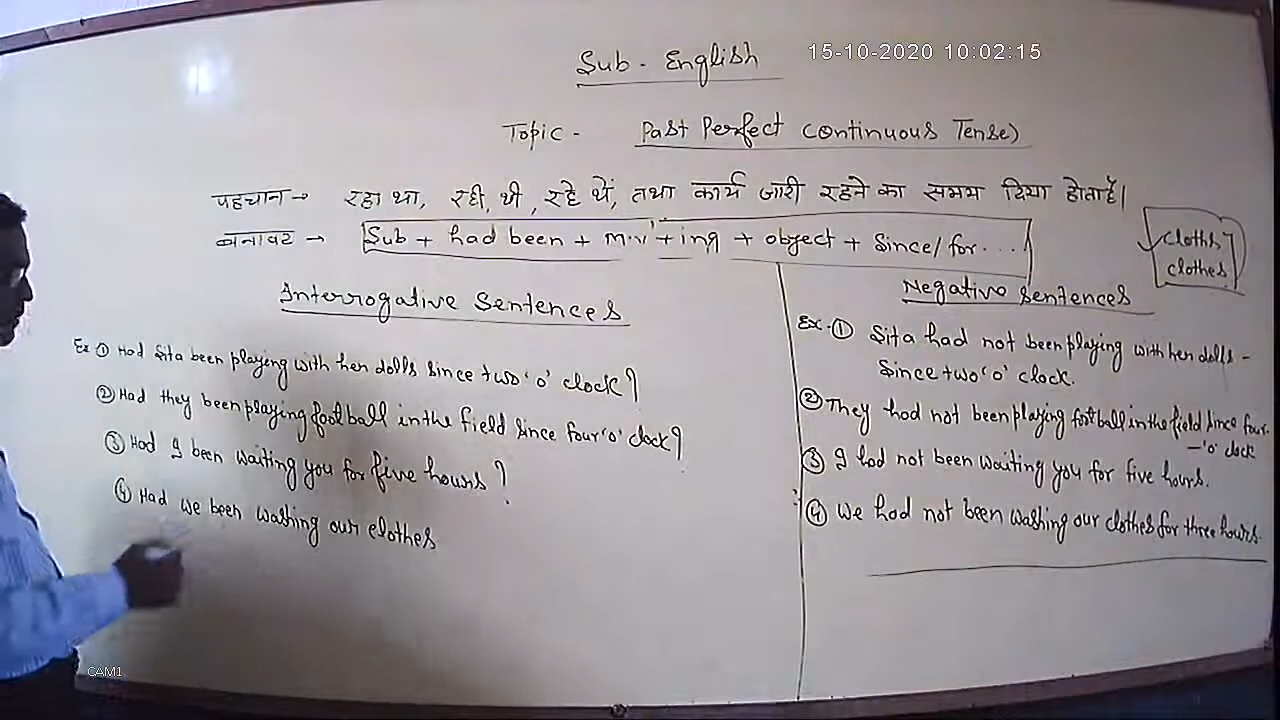 Sub - English
15-10-2020 10:02:15
Topic - Past Perfect Continuous Tense)
पहचान → रहा था, रही, थी, रहे थें, तथा कार्य जारी रहने का समय दिया होता है।
बनावट → Sub + had been + m.v' + ing + object + Since/for....
Cloths
clothes
Interrogative Sentences
Ex ① Had Sita been playing with her dolls since two 'o' clock?
② Had they been playing football in the field since four 'o' clock?
③ Had I been waiting you for five hours?
④ Had we been washing our clothes
Negative Sentences
Ex. ① Sita had not been playing with her dolls -
Since two 'o' clock.
② They had not been playing football in the field since four-
-'o' clock
③ I had not been waiting you for five hours.
④ We had not been washing our clothes for three hours.
CAM1